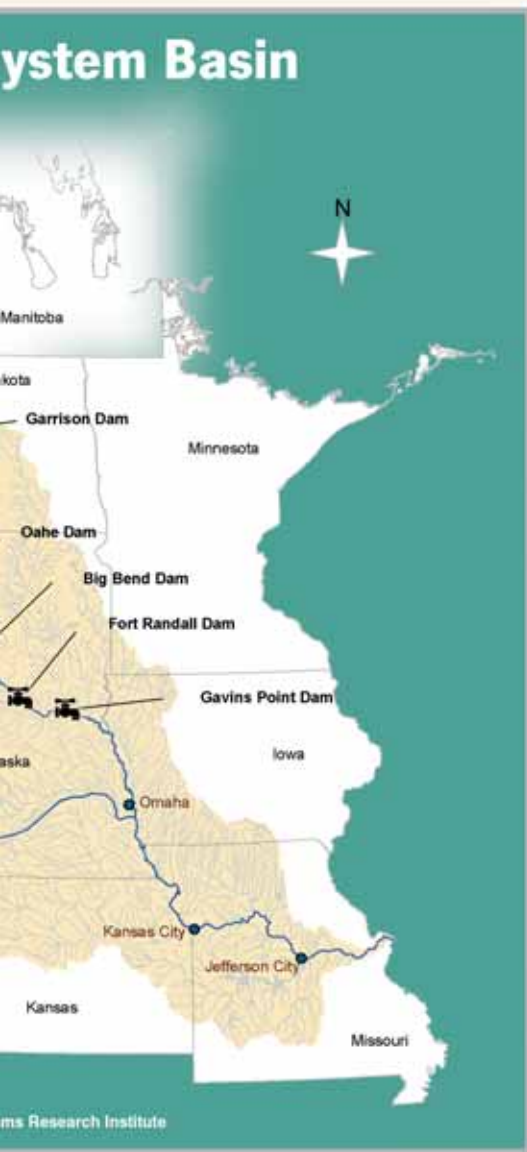 ystem Basin
N
Manitoba
kota
Garrison Dam
Minnesota
Oahe Dam
Big Bend Dam
Fort Randall Dam
Gavins Point Dam
Iowa
aska
Omaha
Kansas City
Jefferson City
Kansas
Missouri
ms Research Institute